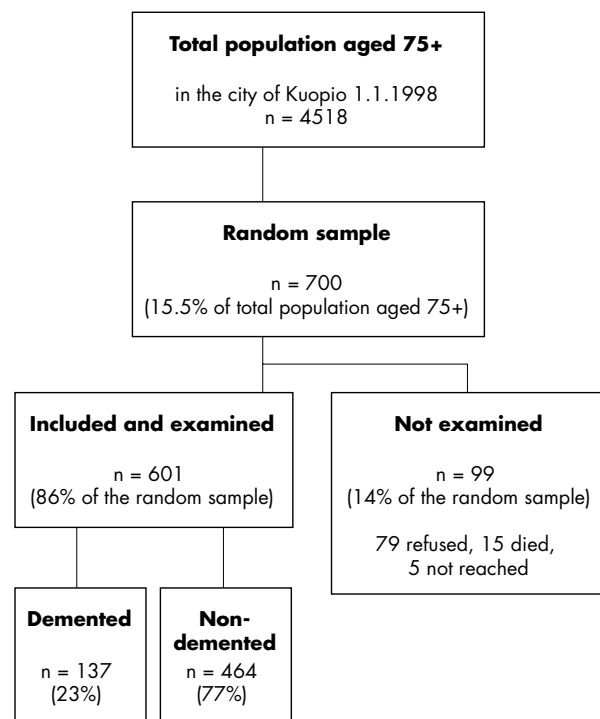 Total population aged 75+
in the city of Kuopio 1.1.1998
n = 4518
Random sample
n = 700
(15.5% of total population aged 75+)
Included and examined
n = 601
(86% of the random sample)
Not examined
n = 99
(14% of the random sample)
79 refused, 15 died,
5 not reached
Demented
n = 137
(23%)
Non-
demented
n = 464
(77%)